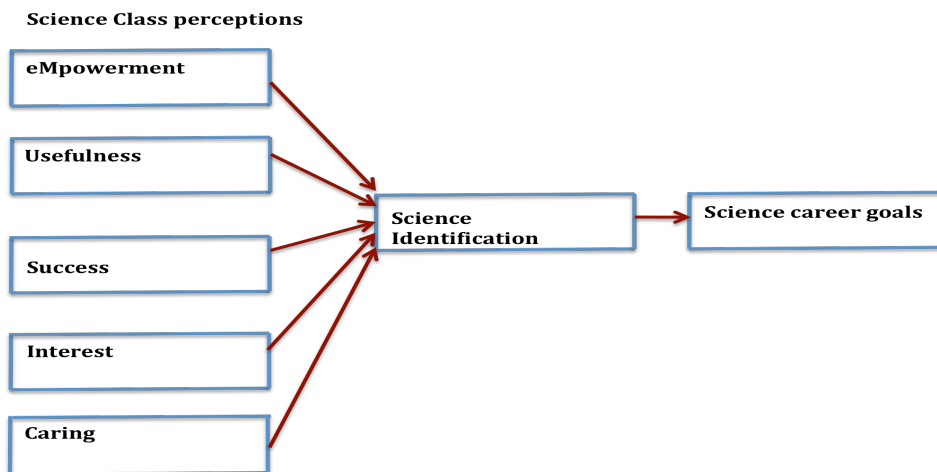 Science Class perceptions
eMpowerment
Usefulness
Success
Interest
Caring
Science
Identification
Science career goals